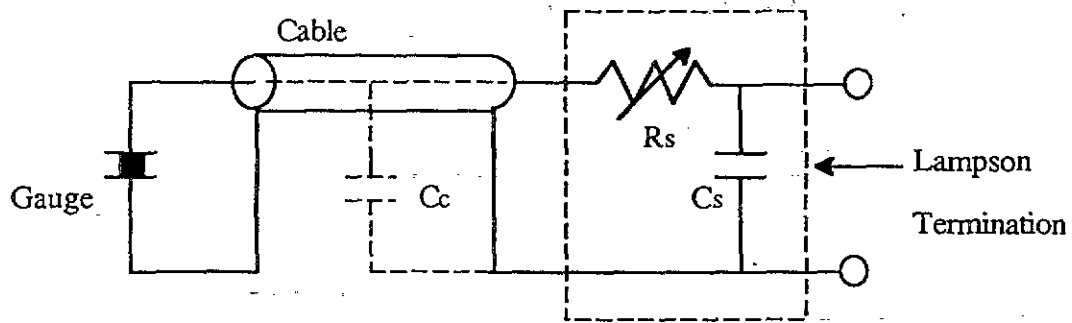 Cable
Rs
Lampson
Gauge
Cc
Cs
Termination